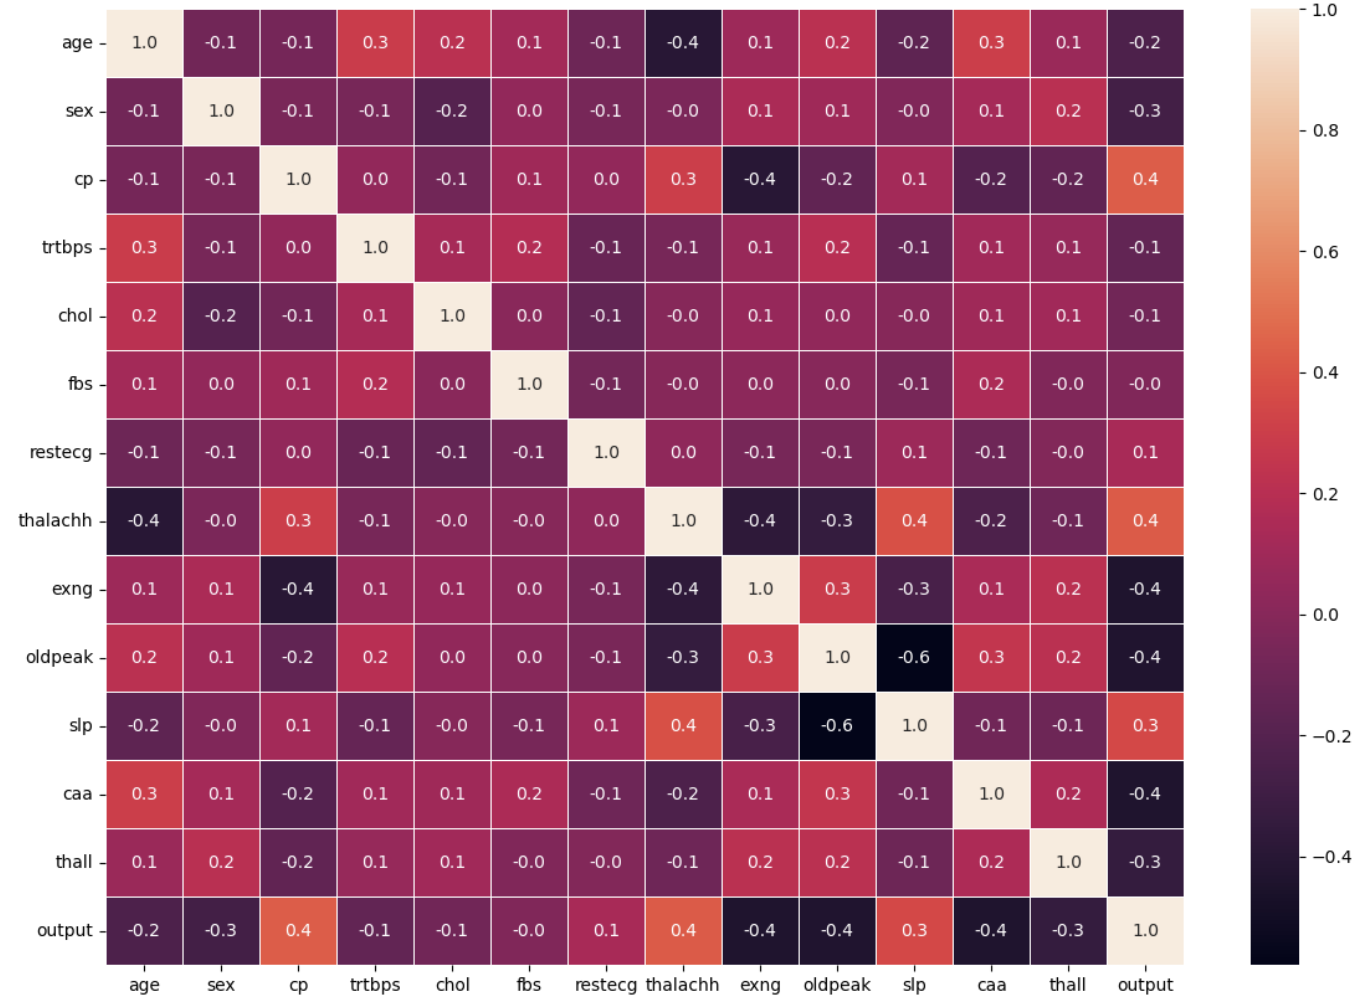 age 1.0 -0.1 -0.1 0.3 0.2 0.1 -0.1 -0.4 0.1 0.2 -0.2 0.3 0.1 -0.2
sex -0.1 1.0 -0.1 -0.1 -0.2 0.0 -0.1 -0.0 0.1 0.1 -0.0 0.1 0.2 -0.3
cp -0.1 -0.1 1.0 0.0 -0.1 0.1 0.0 0.3 -0.4 -0.2 0.1 -0.2 -0.2 0.4
trtbps 0.3 -0.1 0.0 1.0 0.1 0.2 -0.1 -0.1 0.1 0.2 -0.1 0.1 0.1 -0.1
chol 0.2 -0.2 -0.1 0.1 1.0 0.0 -0.1 -0.0 0.1 0.0 -0.0 0.1 0.1 -0.1
fbs 0.1 0.0 0.1 0.2 0.0 1.0 -0.1 -0.0 0.0 0.0 -0.1 0.2 -0.0 -0.0
restecg -0.1 -0.1 0.0 -0.1 -0.1 -0.1 1.0 0.0 -0.1 -0.1 0.1 -0.1 -0.0 0.1
thalachh -0.4 -0.0 0.3 -0.1 -0.0 -0.0 0.0 1.0 -0.4 -0.3 0.4 -0.2 -0.1 0.4
exng 0.1 0.1 -0.4 0.1 0.1 0.0 -0.1 -0.4 1.0 0.3 -0.3 0.1 0.2 -0.4
oldpeak 0.2 0.1 -0.2 0.2 0.0 0.0 -0.1 -0.3 0.3 1.0 -0.6 0.3 0.2 -0.4
slp -0.2 -0.0 0.1 -0.1 -0.0 -0.1 0.1 0.4 -0.3 -0.6 1.0 -0.1 -0.1 0.3
caa 0.3 0.1 -0.2 0.1 0.1 0.2 -0.1 -0.2 0.1 0.3 -0.1 1.0 0.2 -0.4
thall 0.1 0.2 -0.2 0.1 0.1 -0.0 -0.0 -0.1 0.2 0.2 -0.1 0.2 1.0 -0.3
output -0.2 -0.3 0.4 -0.1 -0.1 -0.0 0.1 0.4 -0.4 -0.4 0.3 -0.4 -0.3 1.0
age sex cp trtbps chol fbs restecg thalachh exng oldpeak slp caa thall output
1.0
0.8
0.6
0.4
0.2
0.0
−0.2
−0.4